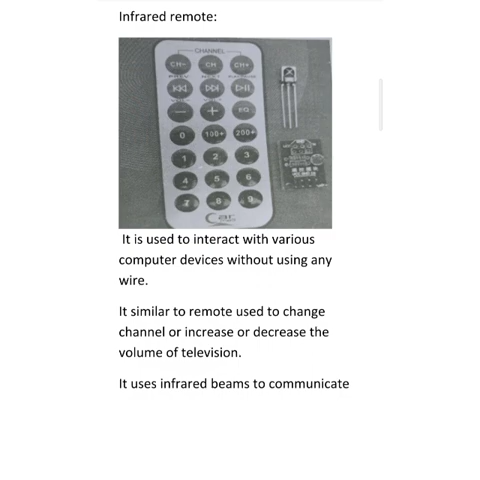 Infrared remote:
CHANNEL
CH- CH CH+
EQ
0 100+ 200+
1 2 3
4 5 6
7 8 9
Car
It is used to interact with various
computer devices without using any
wire.
It similar to remote used to change
channel or increase or decrease the
volume of television.
It uses infrared beams to communicate